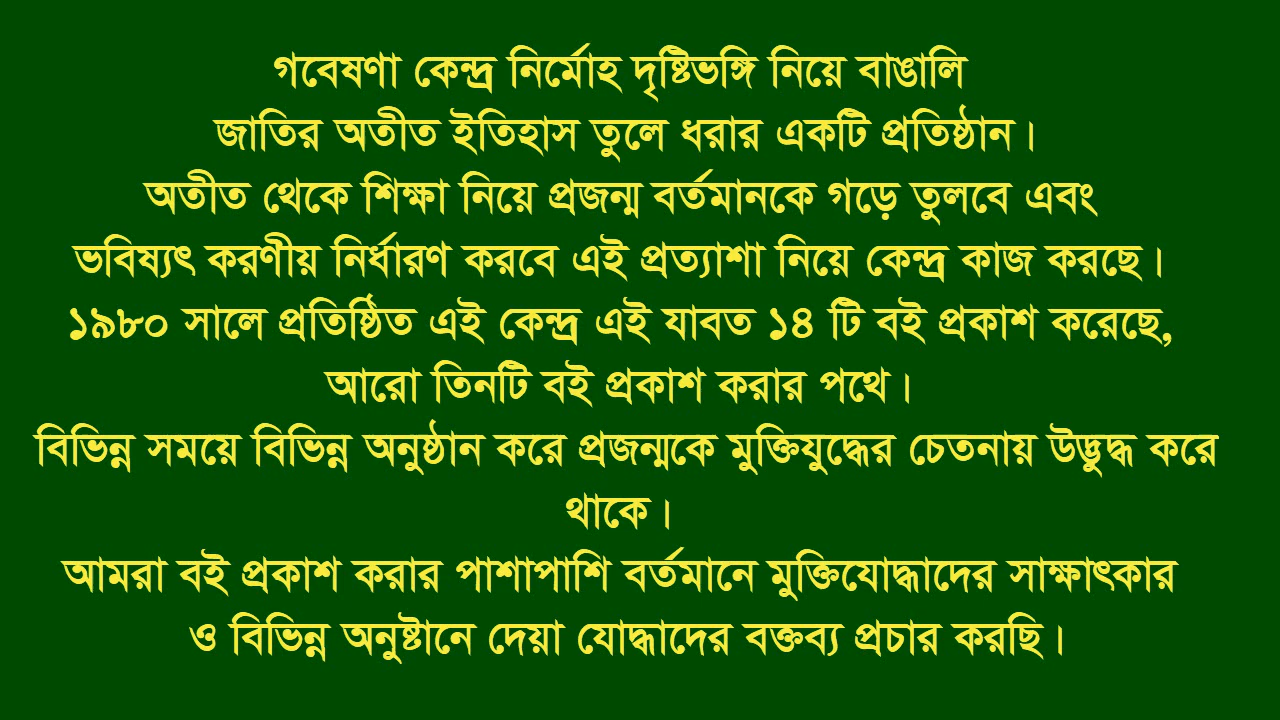 গবেষণা কেন্দ্র নির্মোহ দৃষ্টিভঙ্গি নিয়ে বাঙালি
জাতির অতীত ইতিহাস তুলে ধরার একটি প্রতিষ্ঠান।
অতীত থেকে শিক্ষা নিয়ে প্রজন্ম বর্তমানকে গড়ে তুলবে এবং
ভবিষ্যৎ করণীয় নির্ধারণ করবে এই প্রত্যাশা নিয়ে কেন্দ্র কাজ করছে।
১৯৮০ সালে প্রতিষ্ঠিত এই কেন্দ্র এই যাবত ১৪ টি বই প্রকাশ করেছে,
আরো তিনটি বই প্রকাশ করার পথে।
বিভিন্ন সময়ে বিভিন্ন অনুষ্ঠান করে প্রজন্মকে মুক্তিযুদ্ধের চেতনায় উদ্ভুদ্ধ করে
থাকে।
আমরা বই প্রকাশ করার পাশাপাশি বর্তমানে মুক্তিযোদ্ধাদের সাক্ষাৎকার
ও বিভিন্ন অনুষ্টানে দেয়া যোদ্ধাদের বক্তব্য প্রচার করছি।